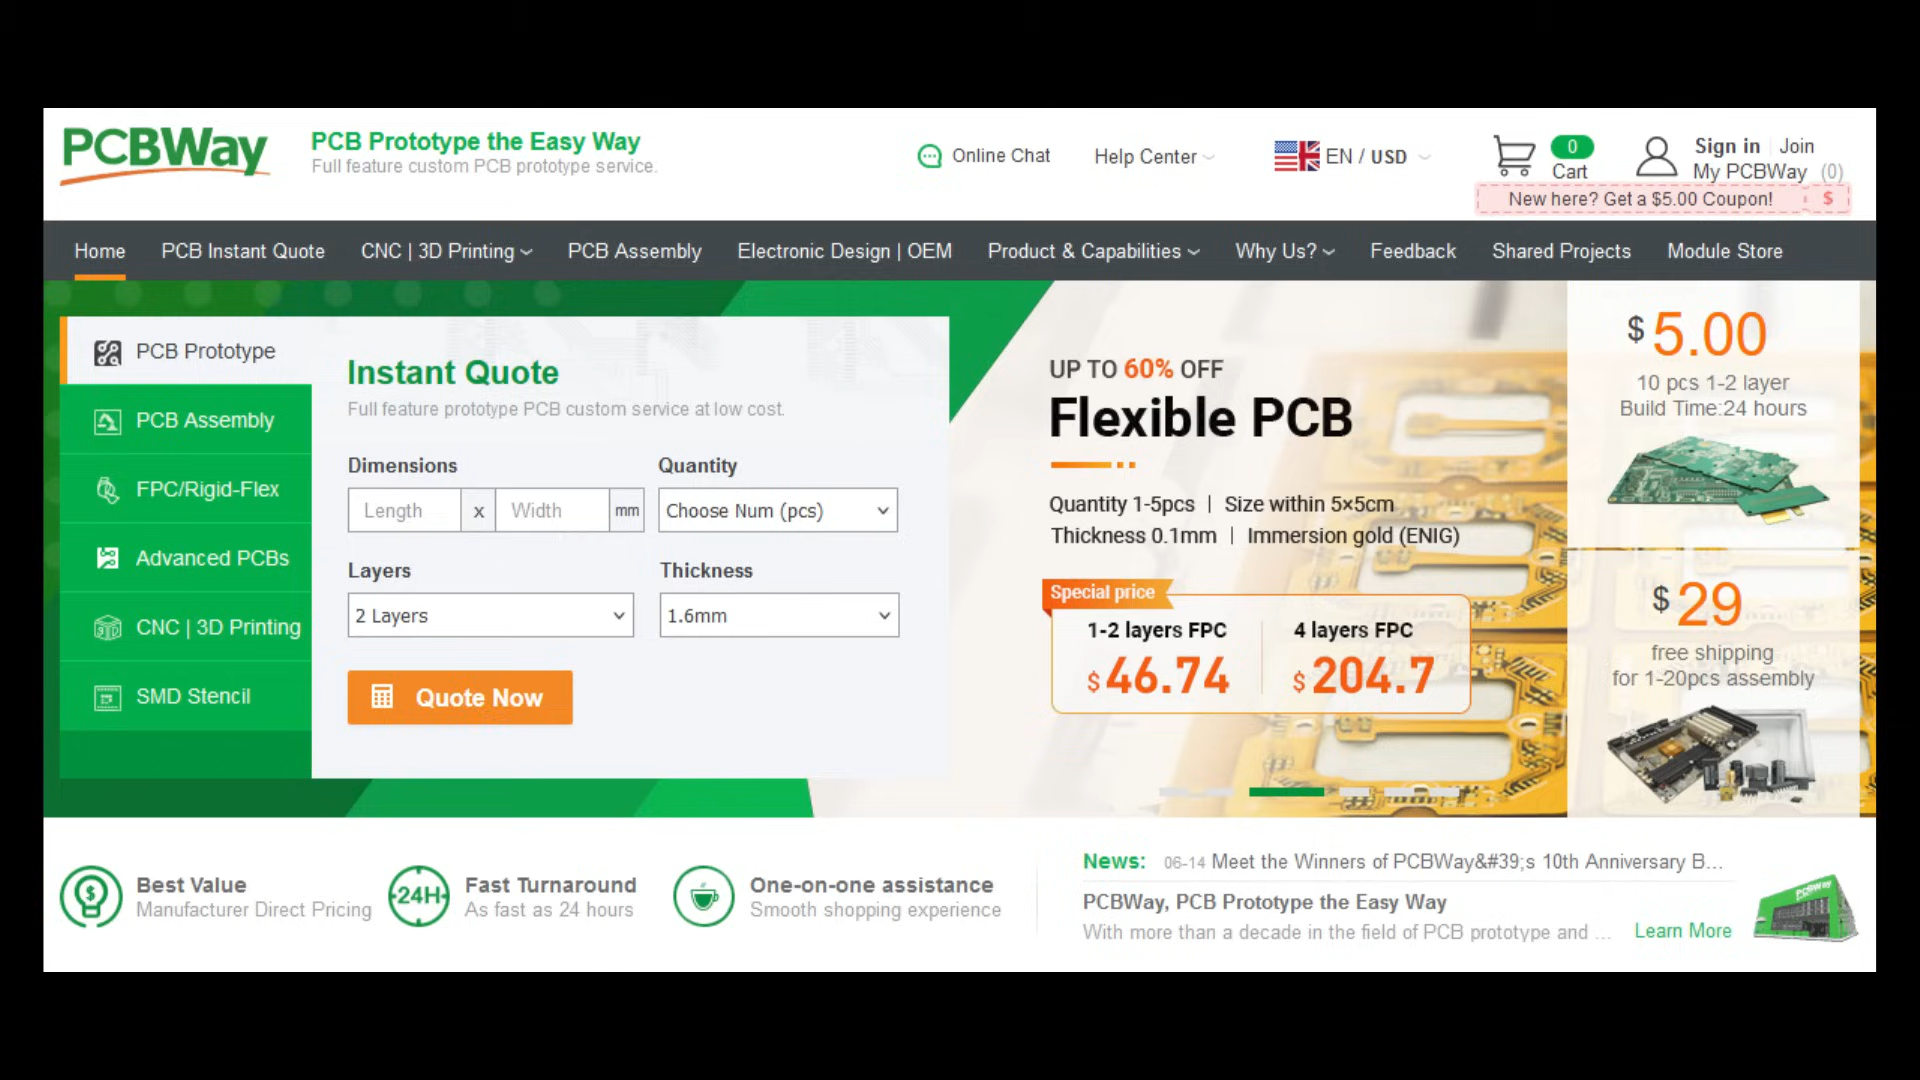 PCBWay
PCB Prototype the Easy Way
Full feature custom PCB prototype service.
Online Chat
Help Center
EN / USD
0
Cart
Sign in Join
My PCBWay (0)
New here? Get a $5.00 Coupon! $
Home PCB Instant Quote CNC | 3D Printing PCB Assembly Electronic Design | OEM Product & Capabilities Why Us? Feedback Shared Projects Module Store
PCB Prototype
PCB Assembly
FPC/Rigid-Flex
Advanced PCBs
CNC | 3D Printing
SMD Stencil
Instant Quote
Full feature prototype PCB custom service at low cost.
Dimensions Quantity
Length x Width mm Choose Num (pcs)
Layers Thickness
2 Layers 1.6mm
Quote Now
UP TO 60% OFF
Flexible PCB
Quantity 1-5pcs | Size within 5×5cm
Thickness 0.1mm | Immersion gold (ENIG)
Special price
1-2 layers FPC 4 layers FPC
$46.74 $204.7
$5.00
10 pcs 1-2 layer
Build Time:24 hours
$29
free shipping
for 1-20pcs assembly
Best Value
Manufacturer Direct Pricing
24H
Fast Turnaround
As fast as 24 hours
One-on-one assistance
Smooth shopping experience
News: 06-14 Meet the Winners of PCBWay&#39;s 10th Anniversary B...
PCBWay, PCB Prototype the Easy Way
With more than a decade in the field of PCB prototype and ... Learn More
PCBWay